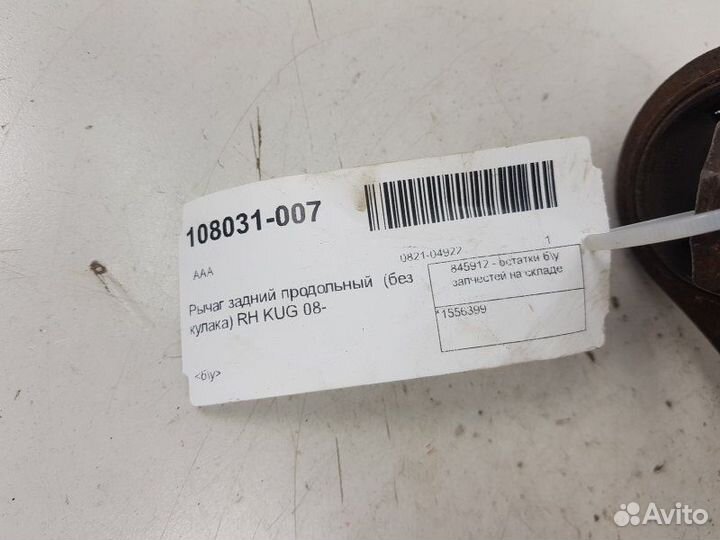 108031-007
0821-04922
1
AAA
845912 - остатки б\у
запчастей на складе
Рычаг задний продольный (без
кулака) RH KUG 08-
*1556399
<б\у>
Avito